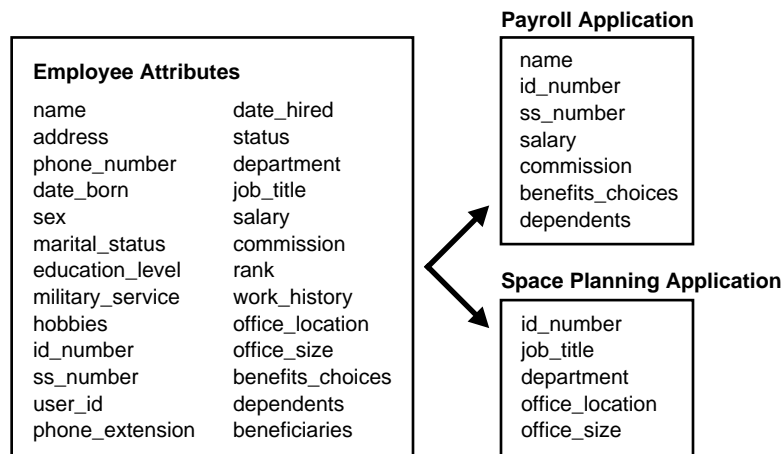 Employee Attributes
name
address
phone_number
date_born
sex
marital_status
education_level
military_service
hobbies
id_number
ss_number
user_id
phone_extension
date_hired
status
department
job_title
salary
commission
rank
work_history
office_location
office_size
benefits_choices
dependents
beneficiaries
Payroll Application
name
id_number
ss_number
salary
commission
benefits_choices
dependents
Space Planning Application
id_number
job_title
department
office_location
office_size